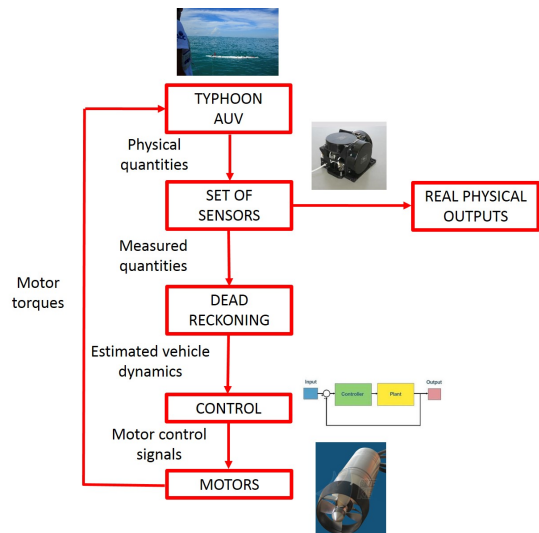 TYPHOON
AUV
Physical
quantities
SET OF
SENSORS
REAL PHYSICAL
OUTPUTS
Measured
quantities
Motor
torques
DEAD
RECKONING
Estimated vehicle
dynamics
Input
Controller
Plant
Output
CONTROL
Motor control
signals
MOTORS